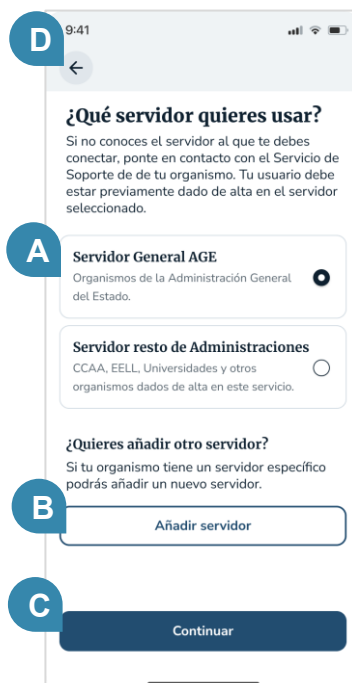 D
9:41
¿Qué servidor quieres usar?
Si no conoces el servidor al que te debes
conectar, ponte en contacto con el Servicio de
Soporte de de tu organismo. Tu usuario debe
estar previamente dado de alta en el servidor
seleccionado.
A
Servidor General AGE
Organismos de la Administración General
del Estado.
Servidor resto de Administraciones
CCAA, EELL, Universidades y otros
organismos dados de alta en este servicio.
¿Quieres añadir otro servidor?
Si tu organismo tiene un servidor específico
podrás añadir un nuevo servidor.
B
Añadir servidor
C
Continuar